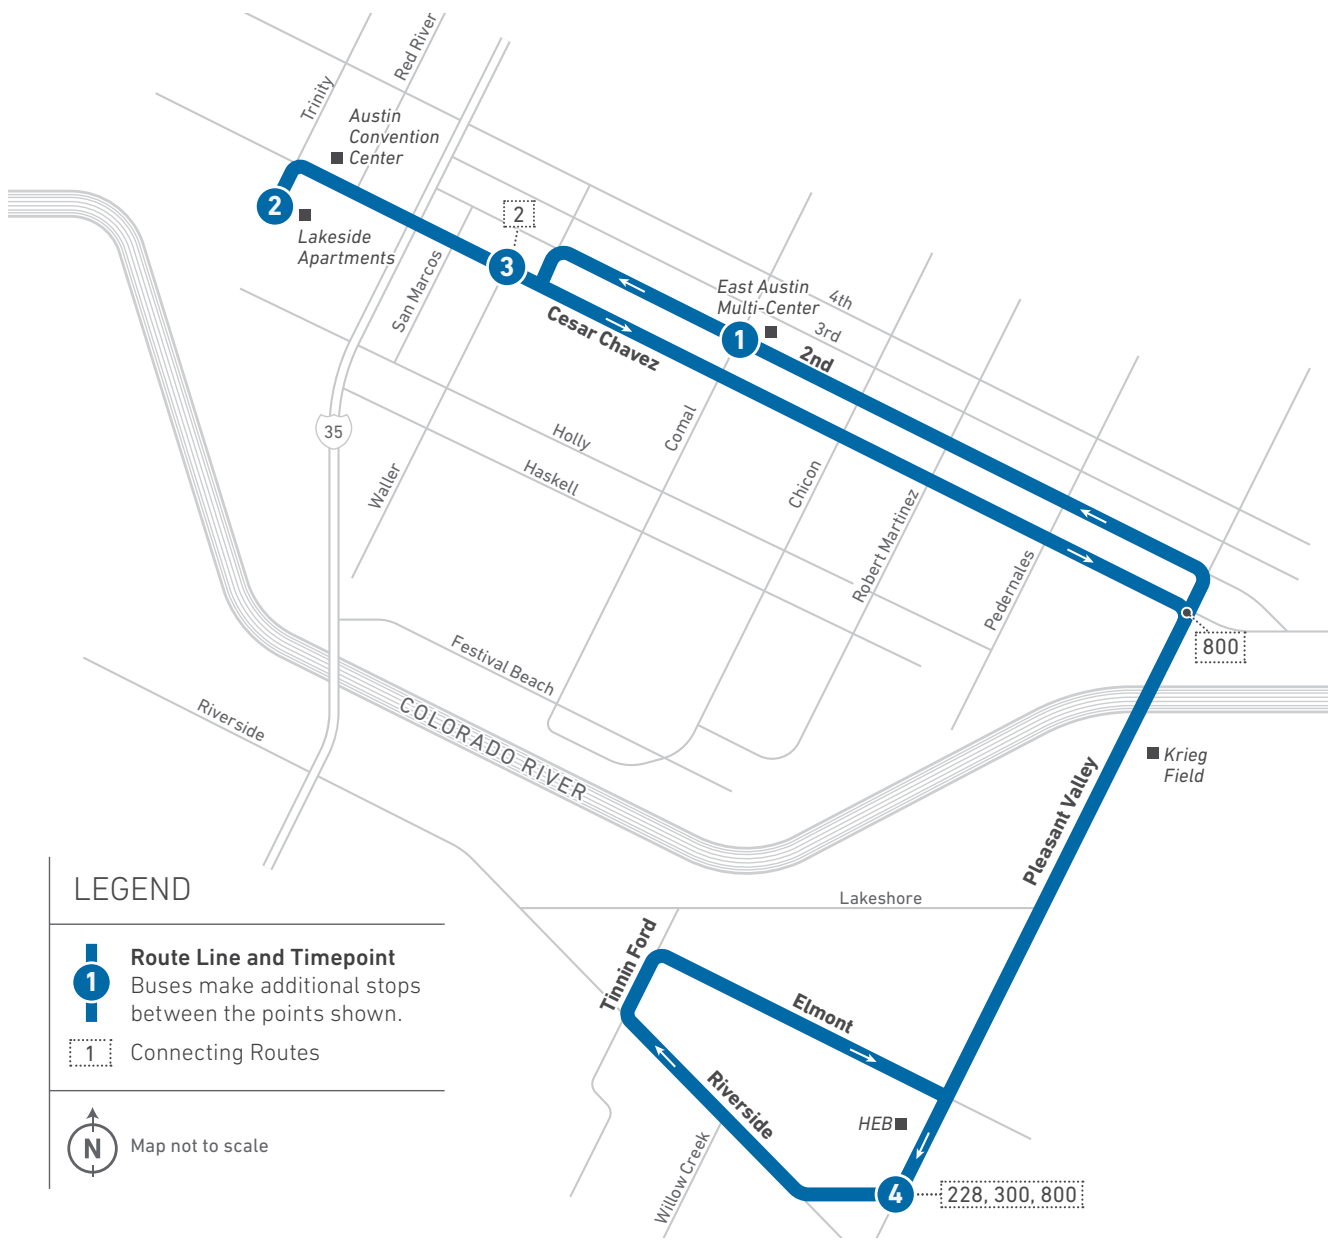 Red River
Trinity
Austin
Convention
Center
2
2
Lakeside
Apartments
3
San Marcos
East Austin
Multi-Center
4th
3rd
2nd
1
Cesar Chavez
35
Holly
Haskell
Comal
Waller
Chicon
Robert Martinez
Pedernales
800
Festival Beach
Riverside
COLORADO RIVER
Krieg
Field
Pleasant Valley
LEGEND
Route Line and Timepoint
1
Buses make additional stops
between the points shown.
1
Connecting Routes
N
Map not to scale
Lakeshore
Tinnin Ford
Elmont
Riverside
HEB
Willow Creek
4
228, 300, 800